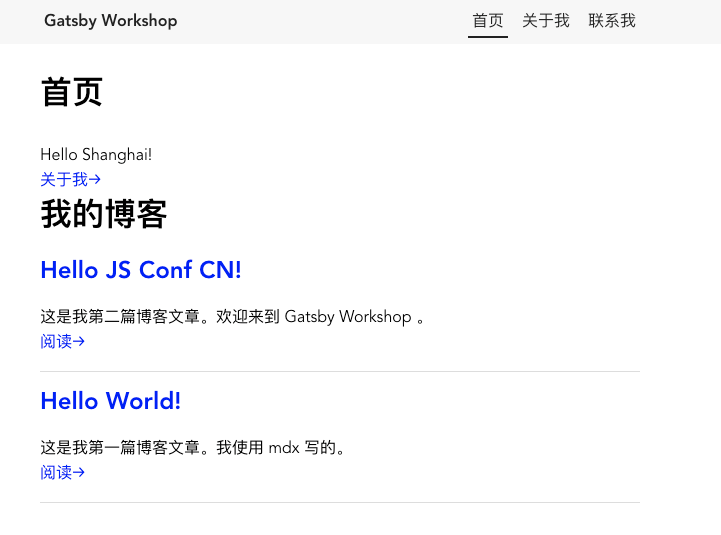 Gatsby Workshop 首页 关于我 联系我
首页
Hello Shanghai!
关于我→
我的博客
Hello JS Conf CN!
这是我第二篇博客文章。欢迎来到 Gatsby Workshop 。
阅读→
Hello World!
这是我第一篇博客文章。我使用 mdx 写的。
阅读→